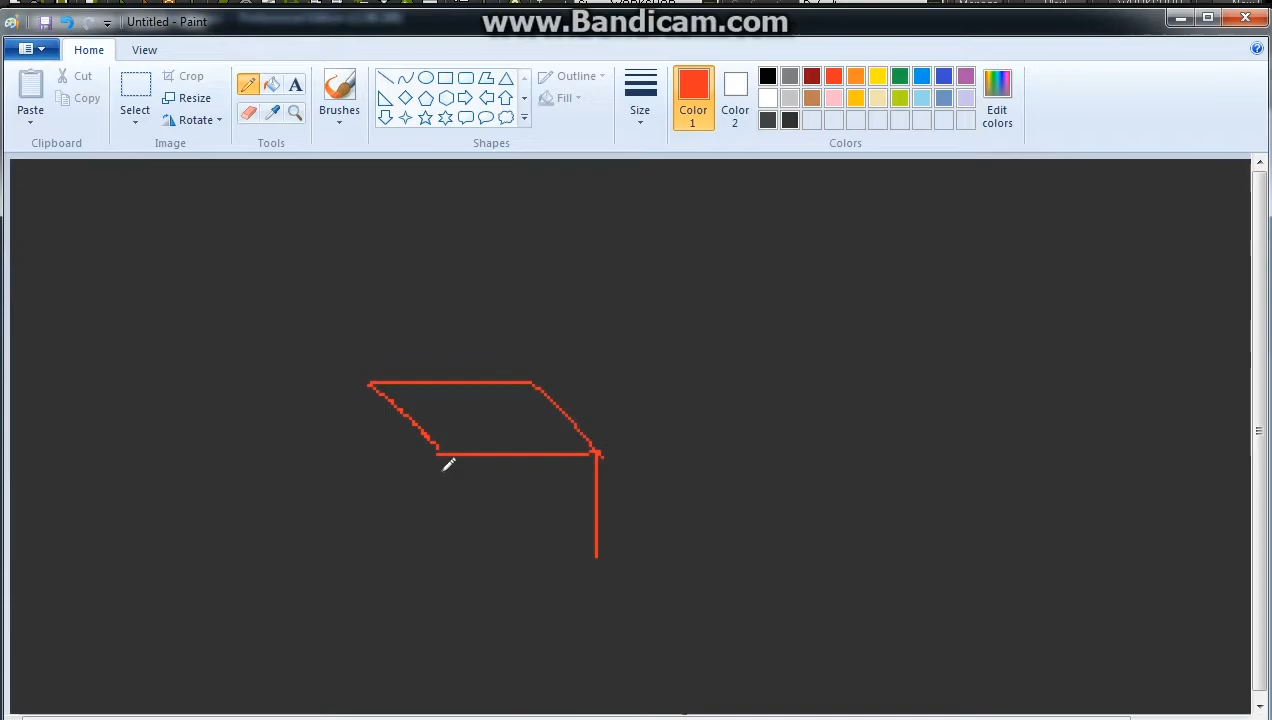 www.Bandicam.com
Untitled - Paint
Home
View
Paste
Cut
Copy
Clipboard
Select
Crop
Resize
Rotate
Image
A
Tools
Brushes
Outline
Fill
Shapes
Size
Color
1
Color
2
Edit
colors
Colors